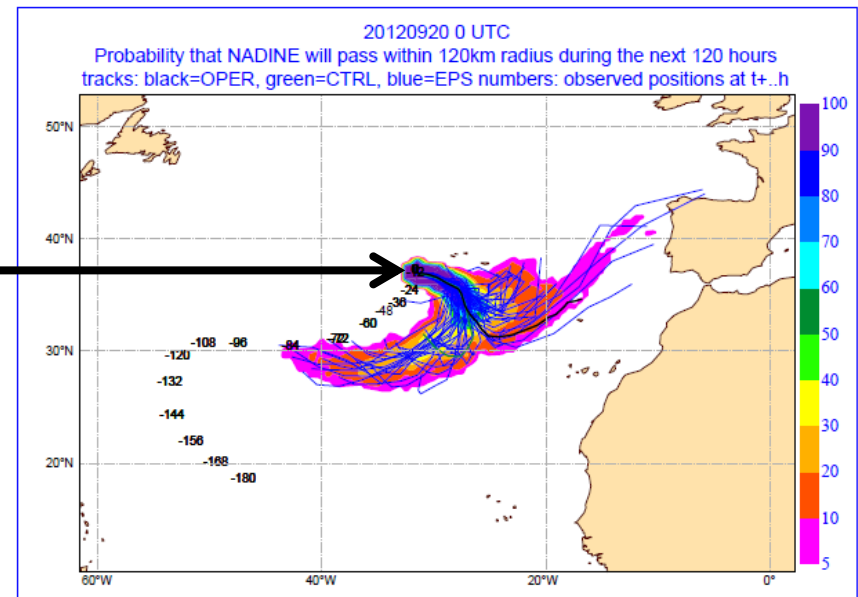 20120920 0 UTC
Probability that NADINE will pass within 120km radius during the next 120 hours
tracks: black=OPER, green=CTRL, blue=EPS numbers: observed positions at t+..h
100
50°N
90
80
40°N
70
-24
-36
-48
60
-60
-108
-96
-72
-84
50
30°N
-120
40
-132
-144
30
-156
20°N
-168
20
-180
10
5
60°W
40°W
20°W
0°